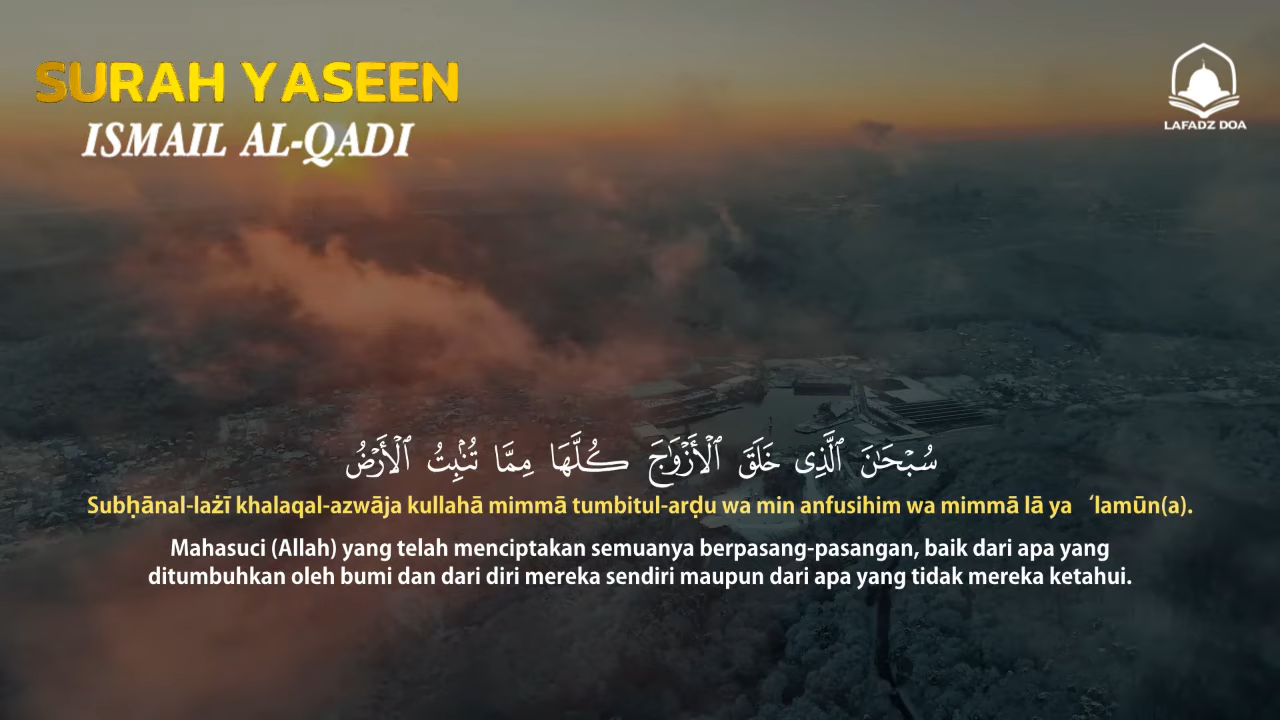 SURAH YASEEN
ISMAIL AL-QADI
LAFADZ DOA
سُبْحَٰنَ ٱلَّذِى خَلَقَ ٱلْأَزْوَٰجَ كُلَّهَا مِمَّا تُنۢبِتُ ٱلْأَرْضُ
Subḥānal-lażī khalaqal-azwāja kullahā mimmā tumbitul-arḍu wa min anfusihim wa mimmā lā ya ‘lamūn(a).
Mahasuci (Allah) yang telah menciptakan semuanya berpasang-pasangan, baik dari apa yang
ditumbuhkan oleh bumi dan dari diri mereka sendiri maupun dari apa yang tidak mereka ketahui.